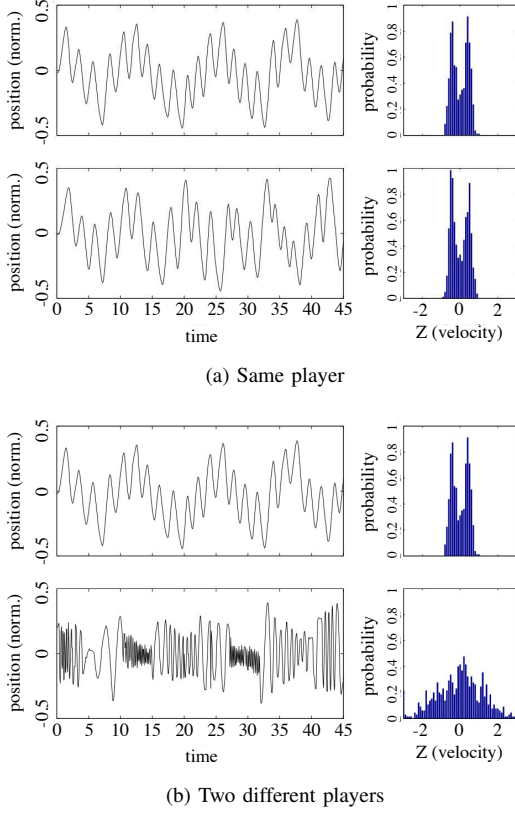 position (norm.)
-0.5 0 0.5
probability
0 0.2 0.4 0.6 0.8 1
position (norm.)
-0.5 0 0.5
0 5 10 15 20 25 30 35 40 45
time
probability
0 0.2 0.4 0.6 0.8 1
-2 0 2
Z (velocity)
(a) Same player
position (norm.)
-0.5 0 0.5
probability
0 0.2 0.4 0.6 0.8 1
position (norm.)
-0.5 0 0.5
0 5 10 15 20 25 30 35 40 45
time
probability
0 0.2 0.4 0.6 0.8 1
-2 0 2
Z (velocity)
(b) Two different players